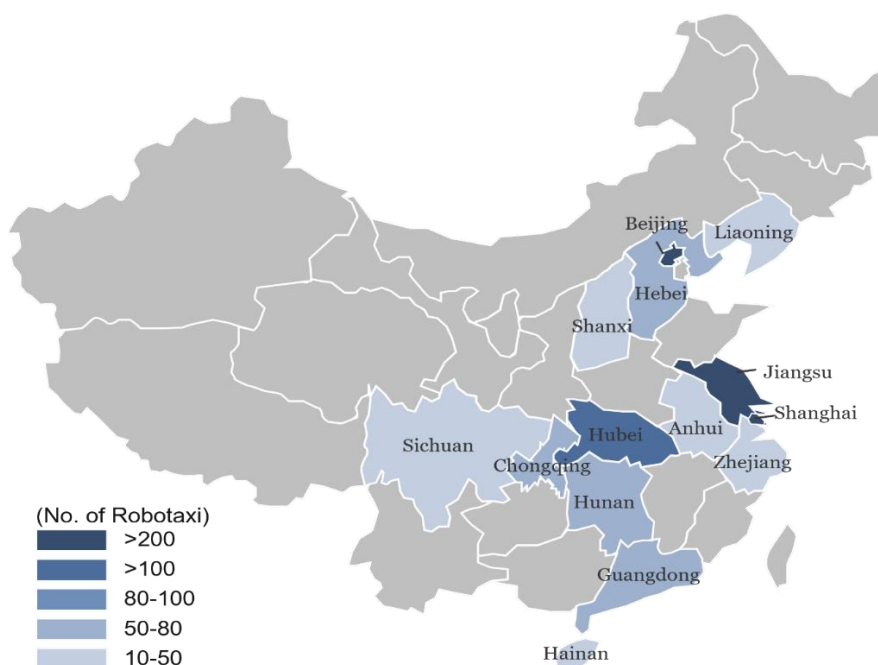 Beijing
Liaoning
Hebei
Shanxi
Jiangsu
Shanghai
Hubei
Anhui
Sichuan
Chongqing
Zhejiang
Hunan
(No. of Robotaxi)
>200
>100
80-100
50-80
10-50
Guangdong
Hainan